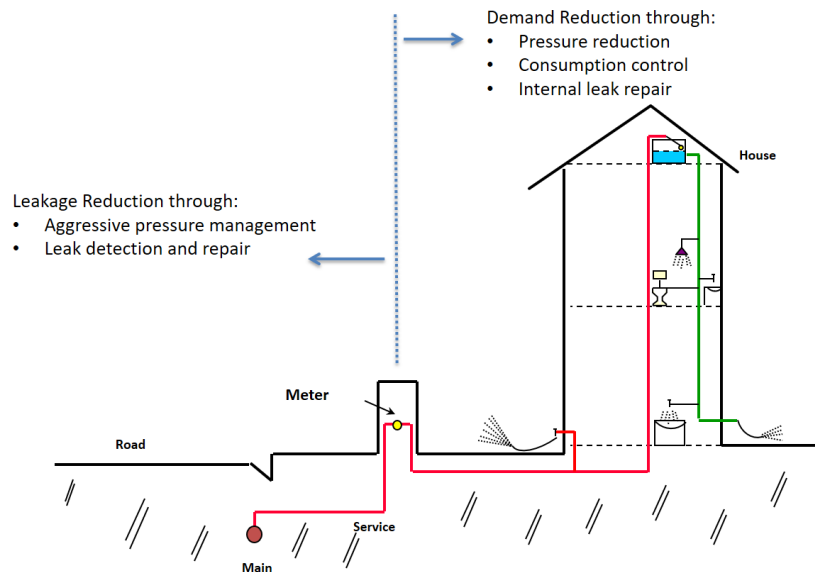 Demand Reduction through:
• Pressure reduction
• Consumption control
• Internal leak repair
House
Leakage Reduction through:
• Aggressive pressure management
• Leak detection and repair
Meter
Road
Service
Main